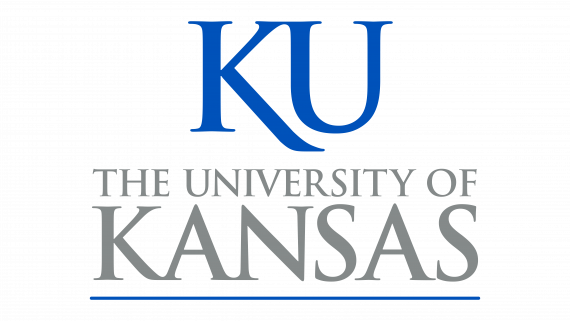 KU
THE UNIVERSITY OF
KANSAS